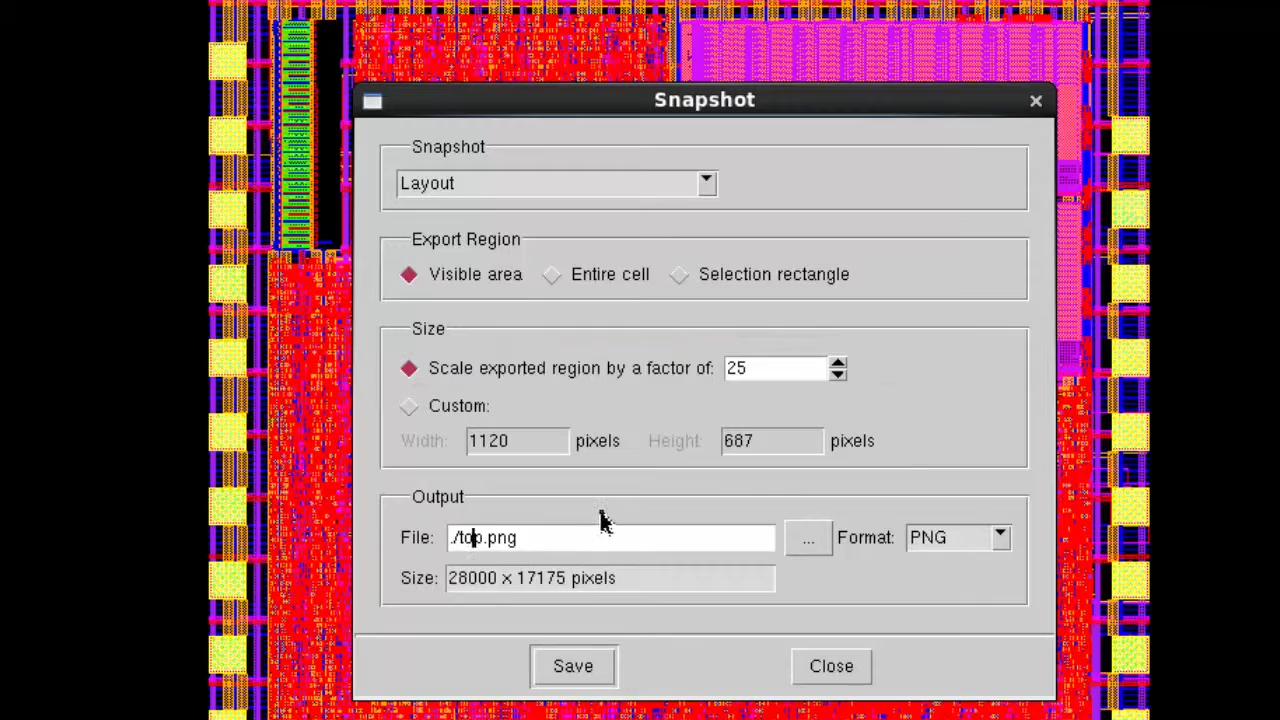 Snapshot
Snapshot
Layout
Export Region
Visible area Entire cell Selection rectangle
Size
Scale exported region by a factor of: 25
Custom:
Width: 1120 pixels Height: 687 pixels
Output
File: ./top.png ... Format: PNG
Size: 28000 x 17175 pixels
Save Close